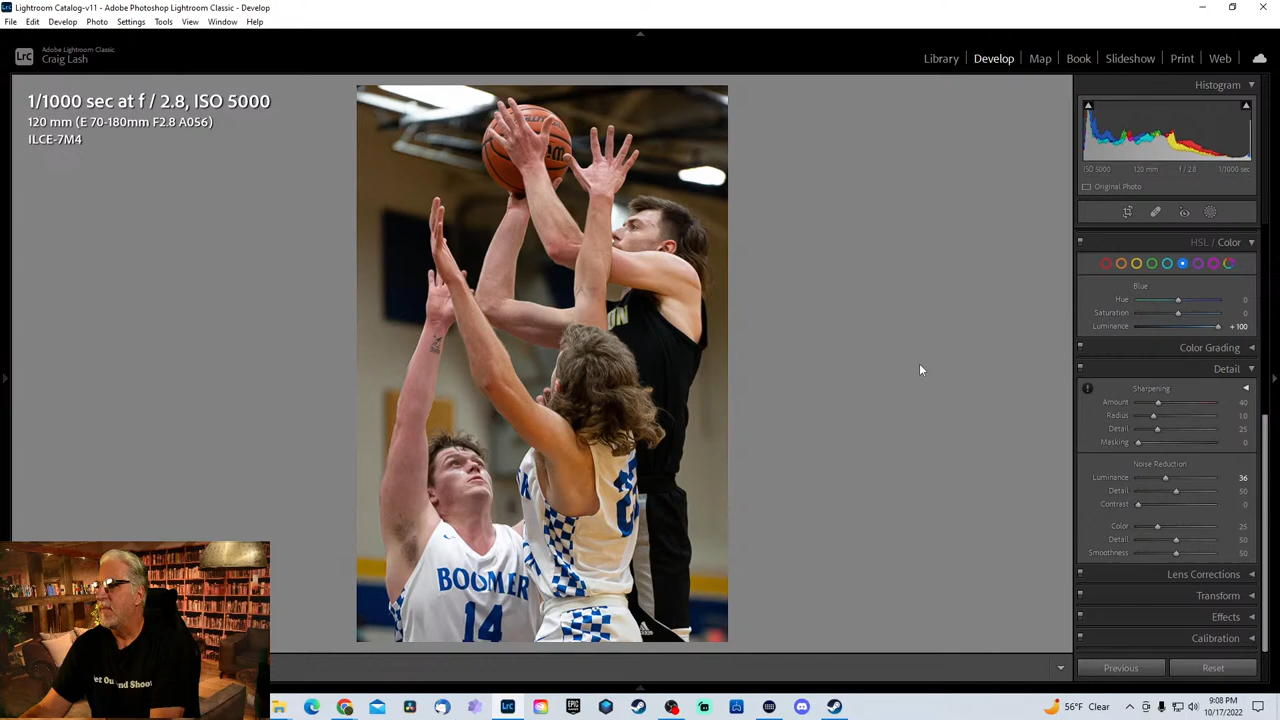 Lightroom Catalog-v11 - Adobe Photoshop Lightroom Classic - Develop
File Edit Develop Photo Settings Tools View Window Help
Lrc
Adobe Lightroom Classic
Craig Lash
Library | Develop | Map | Book | Slideshow | Print | Web
1/1000 sec at f / 2.8, ISO 5000
120 mm (E 70-180mm F2.8 A056)
ILCE-7M4
Histogram
ISO 5000 120 mm f / 2.8 1/1000 sec
Original Photo
HSL / Color
Blue
Hue 0
Saturation 0
Luminance + 100
Color Grading
Detail
Sharpening
Amount 40
Radius 1.0
Detail 25
Masking 0
Noise Reduction
Luminance 36
Detail 50
Contrast 0
Color 25
Detail 50
Smoothness 50
Lens Corrections
Transform
Effects
Calibration
Previous Reset
BOOMER
14
Lrc
EPIC
GAMES
56°F Clear
9:08 PM
10/17/2022